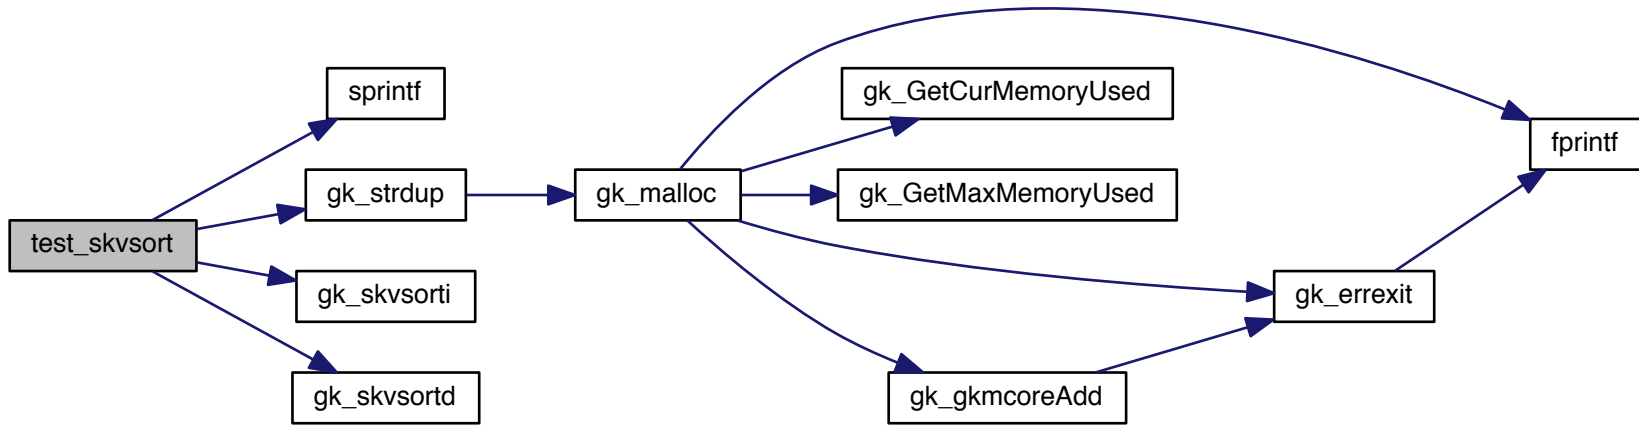 sprintf
gk_GetCurMemoryUsed
fprintf
gk_strdup
gk_malloc
gk_GetMaxMemoryUsed
test_skvsort
gk_skvsorti
gk_errexit
gk_skvsortd
gk_gkmcoreAdd